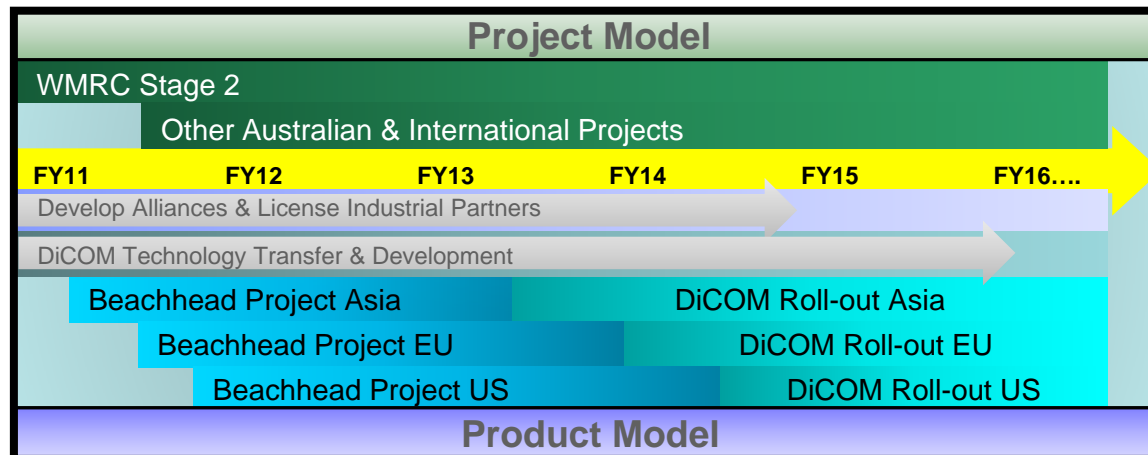 Project Model
WMRC Stage 2
Other Australian & International Projects
FY11 FY12 FY13 FY14 FY15 FY16....
Develop Alliances & License Industrial Partners
DiCOM Technology Transfer & Development
Beachhead Project Asia DiCOM Roll-out Asia
Beachhead Project EU DiCOM Roll-out EU
Beachhead Project US DiCOM Roll-out US
Product Model